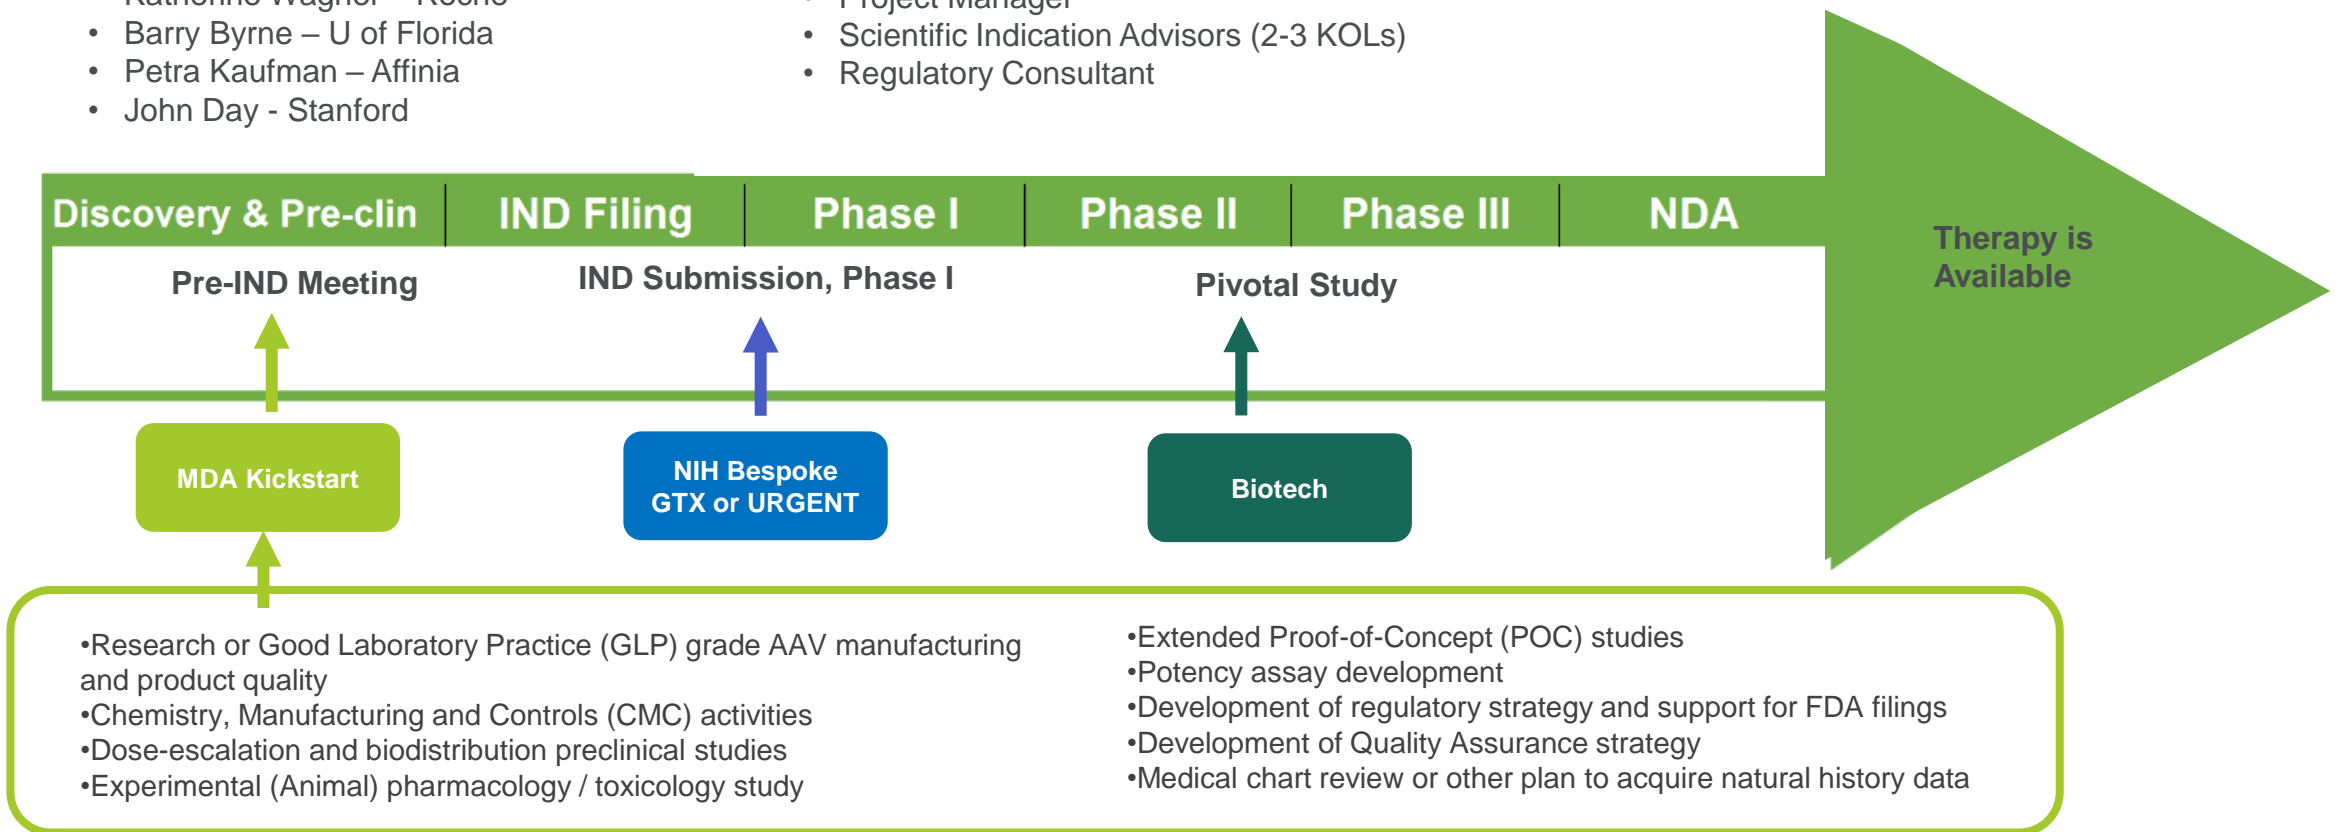 Katherine Wagner – Roche
• Barry Byrne – U of Florida
• Petra Kaufman – Affinia
• John Day - Stanford
• Project Manager
• Scientific Indication Advisors (2-3 KOLs)
• Regulatory Consultant
Discovery & Pre-clin
IND Filing
Phase I
Phase II
Phase III
NDA
Therapy is
Available
Pre-IND Meeting
IND Submission, Phase I
Pivotal Study
MDA Kickstart
NIH Bespoke
GTX or URGENT
Biotech
•Research or Good Laboratory Practice (GLP) grade AAV manufacturing
and product quality
•Chemistry, Manufacturing and Controls (CMC) activities
•Dose-escalation and biodistribution preclinical studies
•Experimental (Animal) pharmacology / toxicology study
•Extended Proof-of-Concept (POC) studies
•Potency assay development
•Development of regulatory strategy and support for FDA filings
•Development of Quality Assurance strategy
•Medical chart review or other plan to acquire natural history data